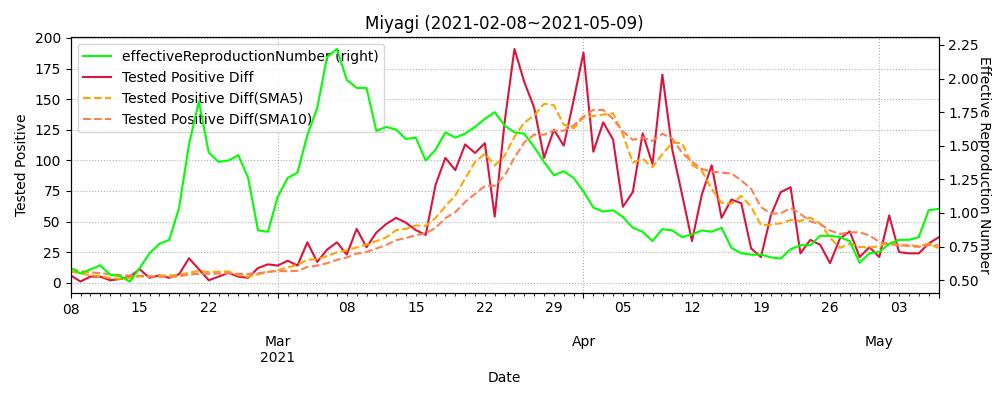 Miyagi (2021-02-08~2021-05-09)
effectiveReproductionNumber (right)
Tested Positive Diff
Tested Positive Diff(SMA5)
Tested Positive Diff(SMA10)
Tested Positive
200
175
150
125
100
75
50
25
0
2.25
2.00
1.75
1.50
1.25
1.00
0.75
0.50
Effective Reproduction Number
08 15 22 08 15 22 29 05 12 19 26 03
Mar Apr May
2021
Date